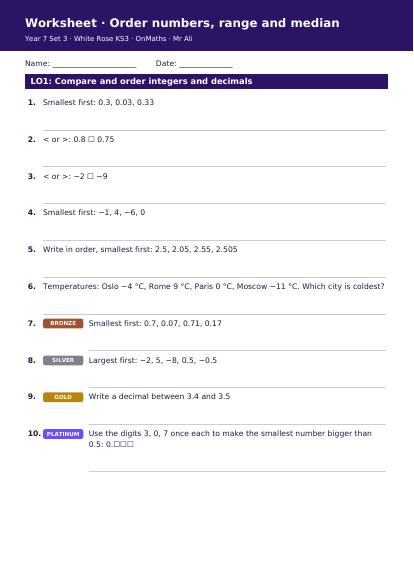 Worksheet · Order numbers, range and median
Year 7 Set 3 · White Rose KS3 · OnMaths · Mr Ali
Name: ____________________ Date: _____________
LO1: Compare and order integers and decimals
1. Smallest first: 0.3, 0.03, 0.33
2. < or >: 0.8 ☐ 0.75
3. < or >: −2 ☐ −9
4. Smallest first: −1, 4, −6, 0
5. Write in order, smallest first: 2.5, 2.05, 2.55, 2.505
6. Temperatures: Oslo −4 °C, Rome 9 °C, Paris 0 °C, Moscow −11 °C. Which city is coldest?
7. BRONZE Smallest first: 0.7, 0.07, 0.71, 0.17
8. SILVER Largest first: −2, 5, −8, 0.5, −0.5
9. GOLD Write a decimal between 3.4 and 3.5
10. PLATINUM Use the digits 3, 0, 7 once each to make the smallest number bigger than
0.5: 0.☐☐☐